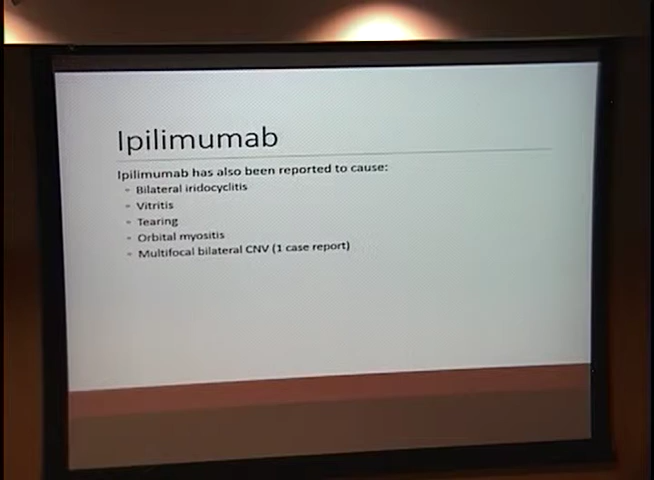 Ipilimumab
Ipilimumab has also been reported to cause:
- Bilateral iridocyclitis
- Vitritis
- Tearing
- Orbital myositis
- Multifocal bilateral CNV (1 case report)